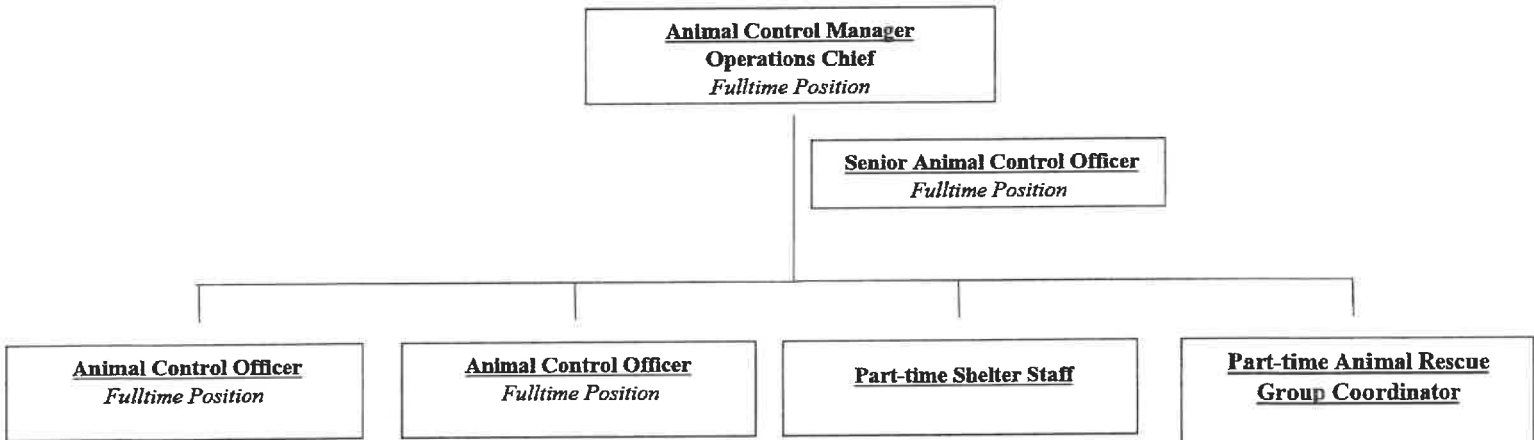 Animal Control Manager
Operations Chief
Fulltime Position
Senior Animal Control Officer
Fulltime Position
Animal Control Officer
Fulltime Position
Animal Control Officer
Fulltime Position
Part-time Shelter Staff
Part-time Animal Rescue
Group Coordinator